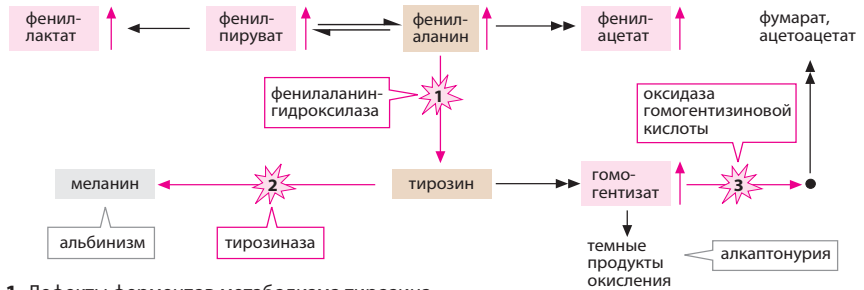 фенил-
лактат
фенил-
пируват
фенил-
аланин
фенил-
ацетат
фумарат,
ацетоацетат
фенилаланин-
гидроксилаза
1
оксидаза
гомогентизиновой
кислоты
меланин
2
тирозин
гомо-
гентизат
3
альбинизм
тирозиназа
темные
продукты
окисления
алкаптонурия